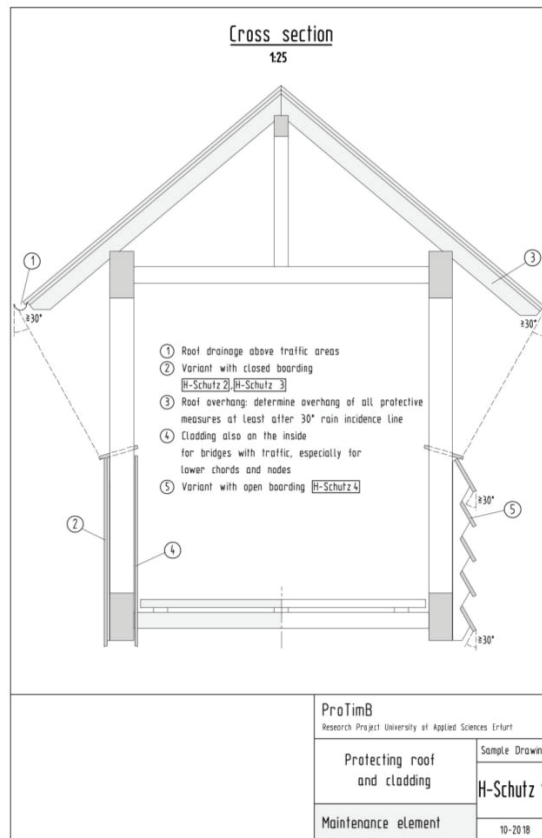 Cross section
1:25
1
3
≥30°
≥30°
1 Roof drainage above traffic areas
2 Variant with closed boarding
H-Schutz 2, H-Schutz 3
3 Roof overhang: determine overhang of all protective
measures at least after 30° rain incidence line
4 Cladding also on the inside
for bridges with traffic, especially for
lower chords and nodes
5 Variant with open boarding H-Schutz 4
≥30°
5
2
4
≥30°
ProTimB
Research Project University of Applied Sciences Erfurt
Protecting roof
and cladding
Sample Drawin
H-Schutz
Maintenance element
10-2018